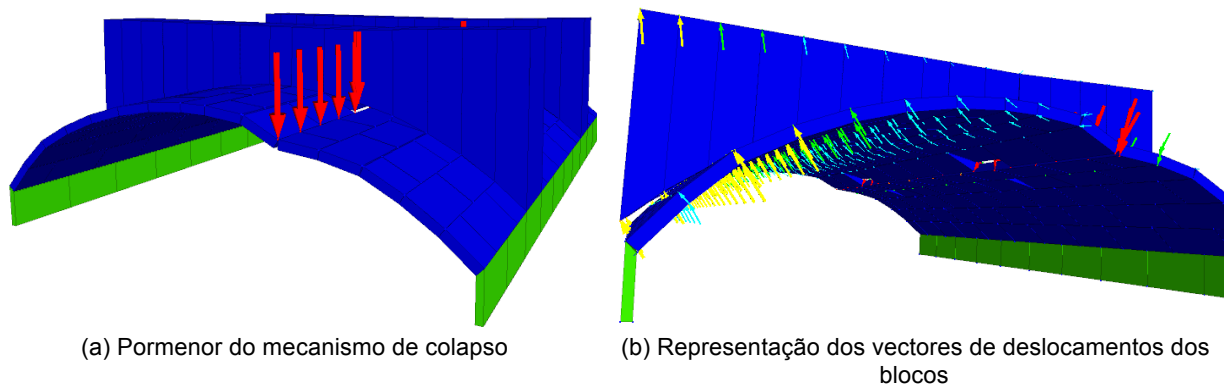 (a) Pormenor do mecanismo de colapso
(b) Representação dos vectores de deslocamentos dos
blocos